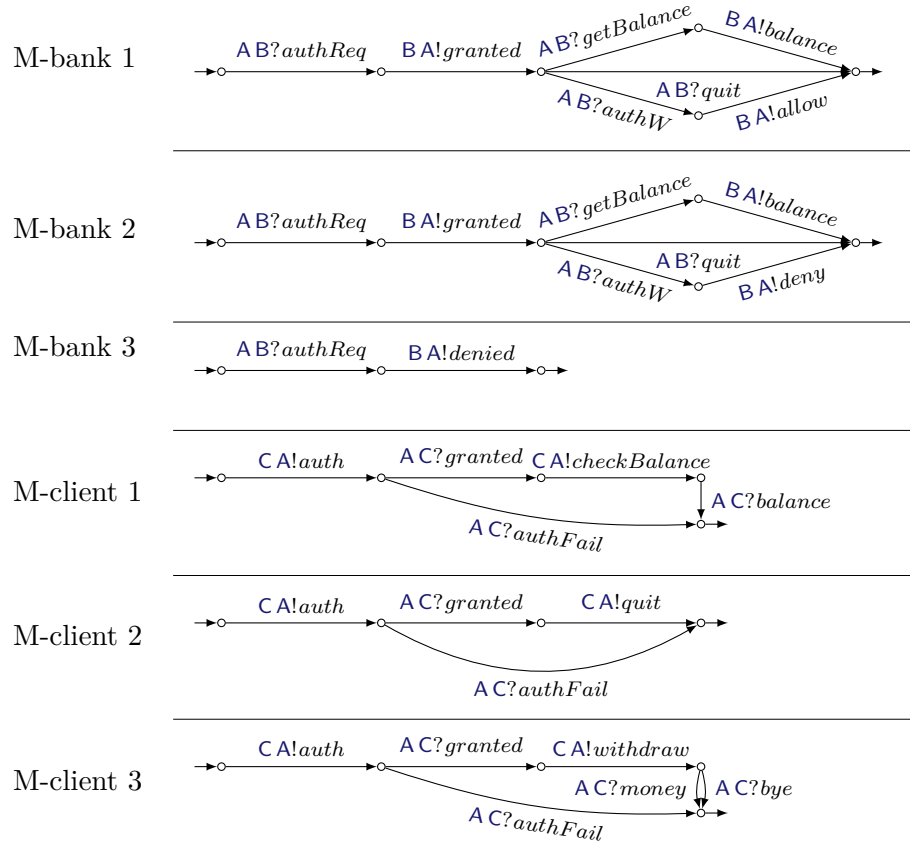 M-bank 1
A B?authReq
B A!granted
A B?getBalance
B A!balance
A B?quit
A B?authW
B A!allow
M-bank 2
A B?authReq
B A!granted
A B?getBalance
B A!balance
A B?quit
A B?authW
B A!deny
M-bank 3
A B?authReq
B A!denied
M-client 1
C A!auth
A C?granted
C A!checkBalance
A C?balance
A C?authFail
M-client 2
C A!auth
A C?granted
C A!quit
A C?authFail
M-client 3
C A!auth
A C?granted
C A!withdraw
A C?money
A C?bye
A C?authFail